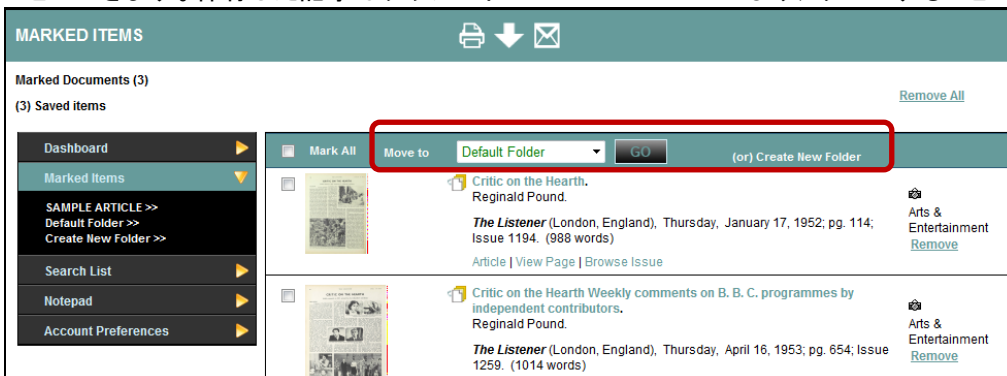 MARKED ITEMS
Marked Documents (3)
(3) Saved items
Remove All
Dashboard
Marked Items
SAMPLE ARTICLE >>
Default Folder >>
Create New Folder >>
Search List
Notepad
Account Preferences
Mark All Move to Default Folder GO (or) Create New Folder
Critic on the Hearth.
Reginald Pound.
The Listener (London, England), Thursday, January 17, 1952; pg. 114;
Issue 1194. (988 words)
Article | View Page | Browse Issue
Arts &
Entertainment
Remove
Critic on the Hearth Weekly comments on B. B. C. programmes by
independent contributors.
Reginald Pound.
The Listener (London, England), Thursday, April 16, 1953; pg. 654; Issue
1259. (1014 words)
Arts &
Entertainment
Remove